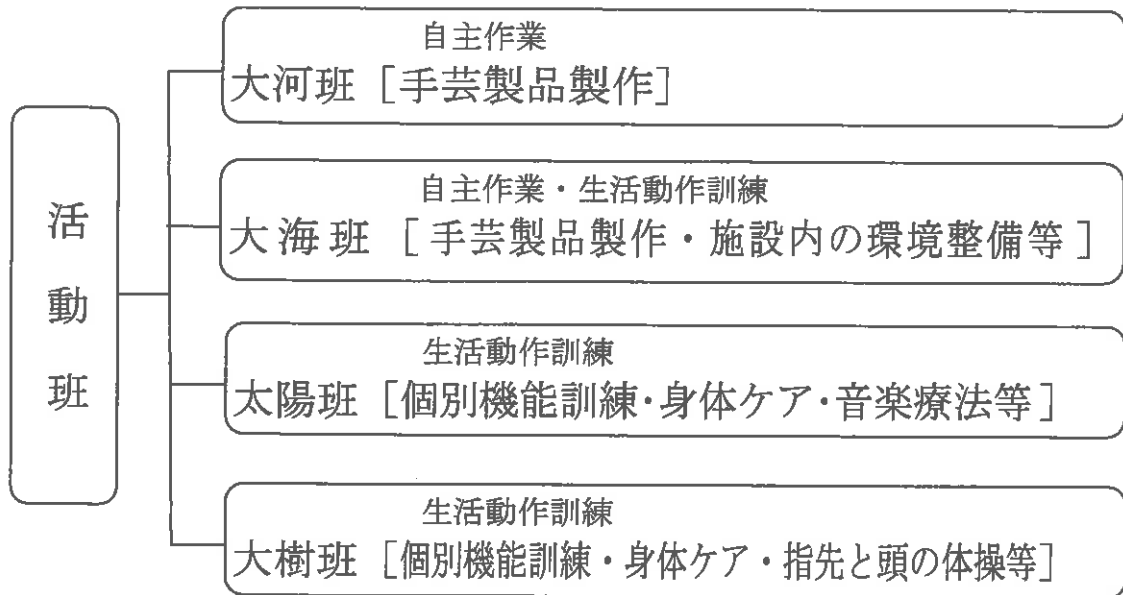 活動班
自主作業
大河班［手芸製品製作］
自主作業・生活動作訓練
大海班［手芸製品製作・施設内の環境整備等］
生活動作訓練
太陽班［個別機能訓練・身体ケア・音楽療法等］
生活動作訓練
大樹班［個別機能訓練・身体ケア・指先と頭の体操等］